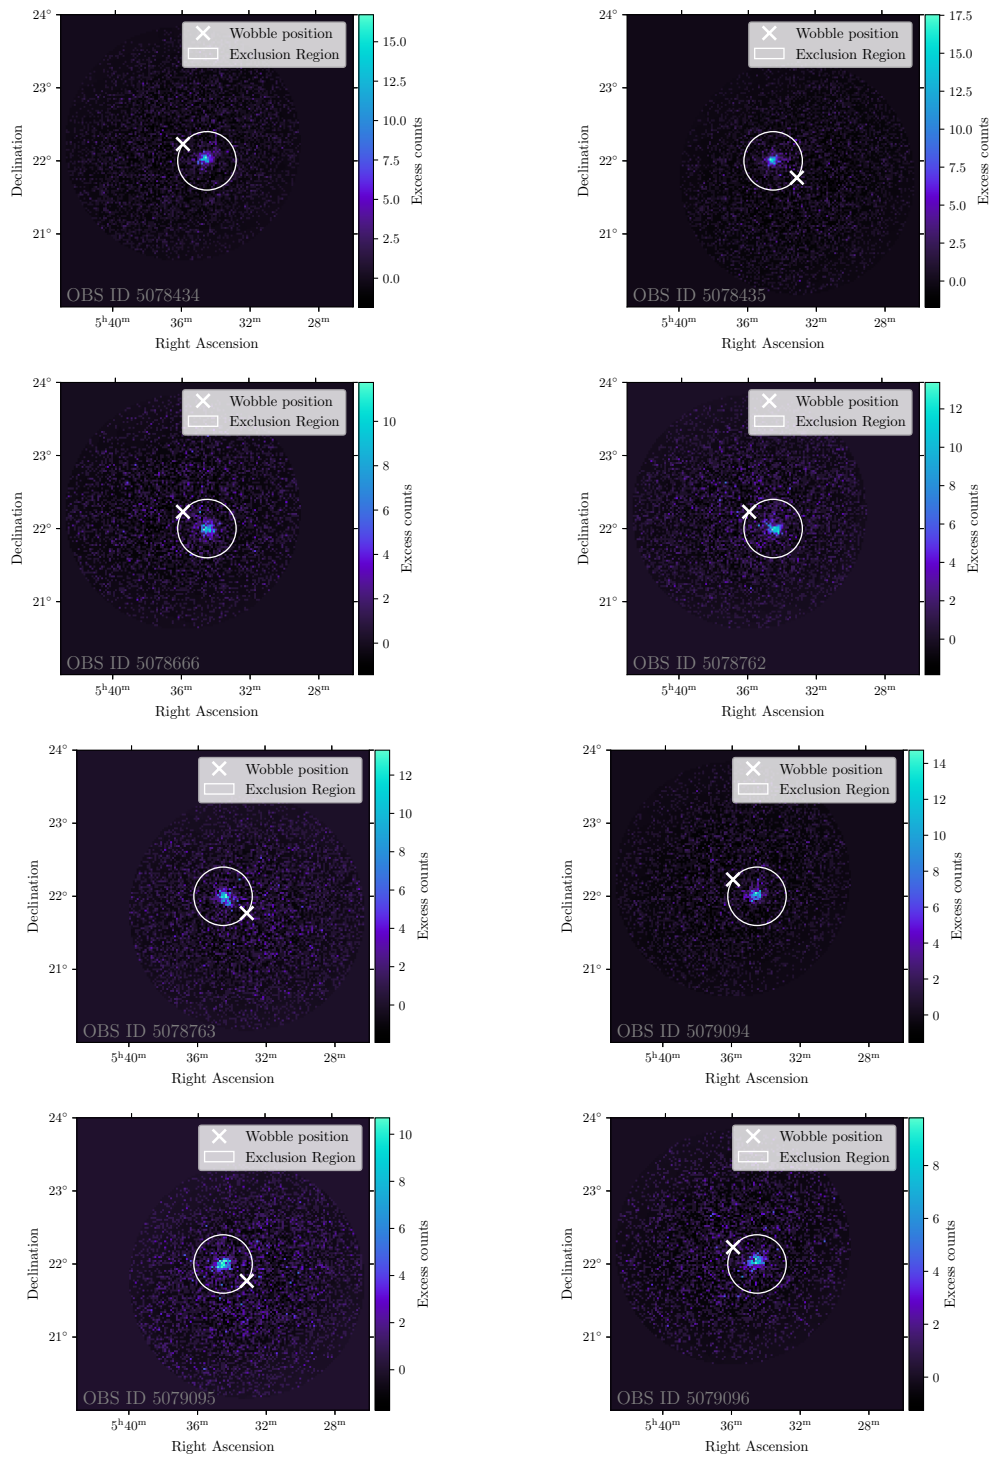 24°
23°
22°
21°
Declination
Wobble position
Exclusion Region
OBS ID 5078434
5ʰ40ᵐ 36ᵐ 32ᵐ 28ᵐ
Right Ascension
15.0
12.5
10.0
7.5
5.0
2.5
0.0
Excess counts
24°
23°
22°
21°
Declination
Wobble position
Exclusion Region
OBS ID 5078435
5ʰ40ᵐ 36ᵐ 32ᵐ 28ᵐ
Right Ascension
17.5
15.0
12.5
10.0
7.5
5.0
2.5
0.0
Excess counts
24°
23°
22°
21°
Declination
Wobble position
Exclusion Region
OBS ID 5078666
5ʰ40ᵐ 36ᵐ 32ᵐ 28ᵐ
Right Ascension
10
8
6
4
2
0
Excess counts
24°
23°
22°
21°
Declination
Wobble position
Exclusion Region
OBS ID 5078762
5ʰ40ᵐ 36ᵐ 32ᵐ 28ᵐ
Right Ascension
12
10
8
6
4
2
0
Excess counts
24°
23°
22°
21°
Declination
Wobble position
Exclusion Region
OBS ID 5078763
5ʰ40ᵐ 36ᵐ 32ᵐ 28ᵐ
Right Ascension
12
10
8
6
4
2
0
Excess counts
24°
23°
22°
21°
Declination
Wobble position
Exclusion Region
OBS ID 5079094
5ʰ40ᵐ 36ᵐ 32ᵐ 28ᵐ
Right Ascension
14
12
10
8
6
4
2
0
Excess counts
24°
23°
22°
21°
Declination
Wobble position
Exclusion Region
OBS ID 5079095
5ʰ40ᵐ 36ᵐ 32ᵐ 28ᵐ
Right Ascension
10
8
6
4
2
0
Excess counts
24°
23°
22°
21°
Declination
Wobble position
Exclusion Region
OBS ID 5079096
5ʰ40ᵐ 36ᵐ 32ᵐ 28ᵐ
Right Ascension
8
6
4
2
0
Excess counts